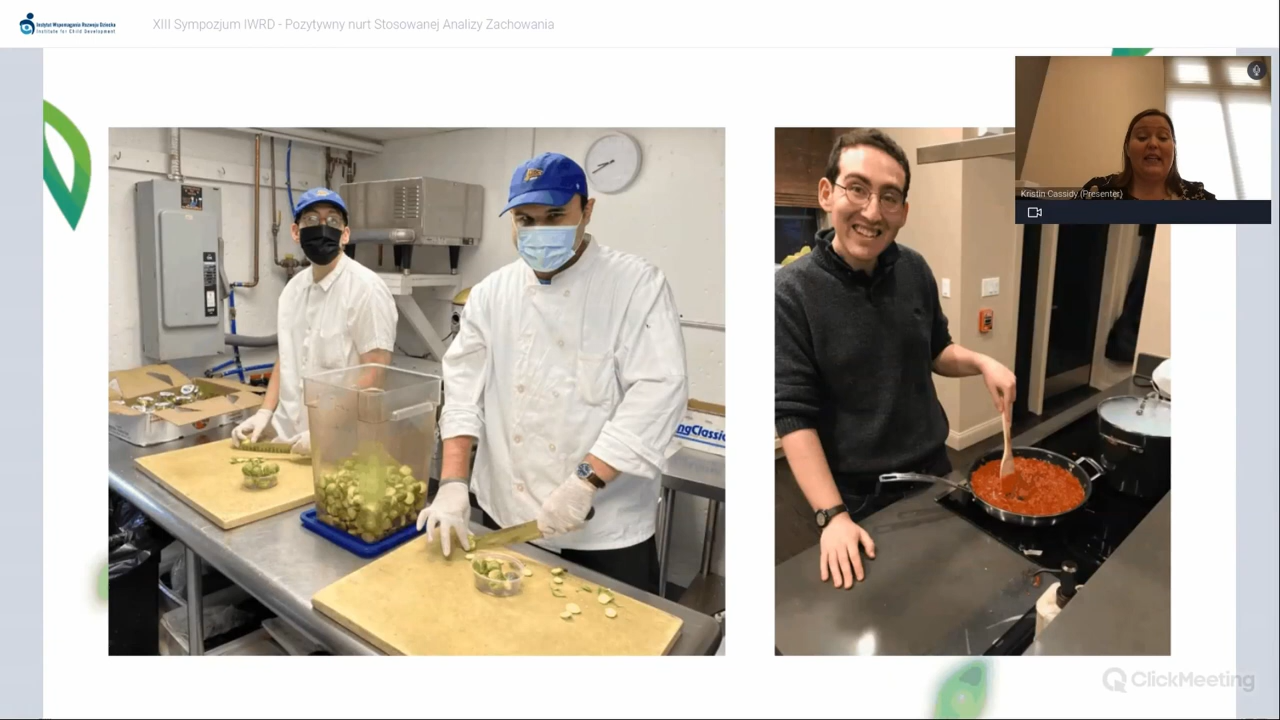 Instytut Wspomagania Rozwoju Dziecka
Institute for Child Development
XIII Sympozjum IWRD - Pozytywny nurt Stosowanej Analizy Zachowania
Kristin Cassidy (Presenter)
ngClassic
ClickMeeting